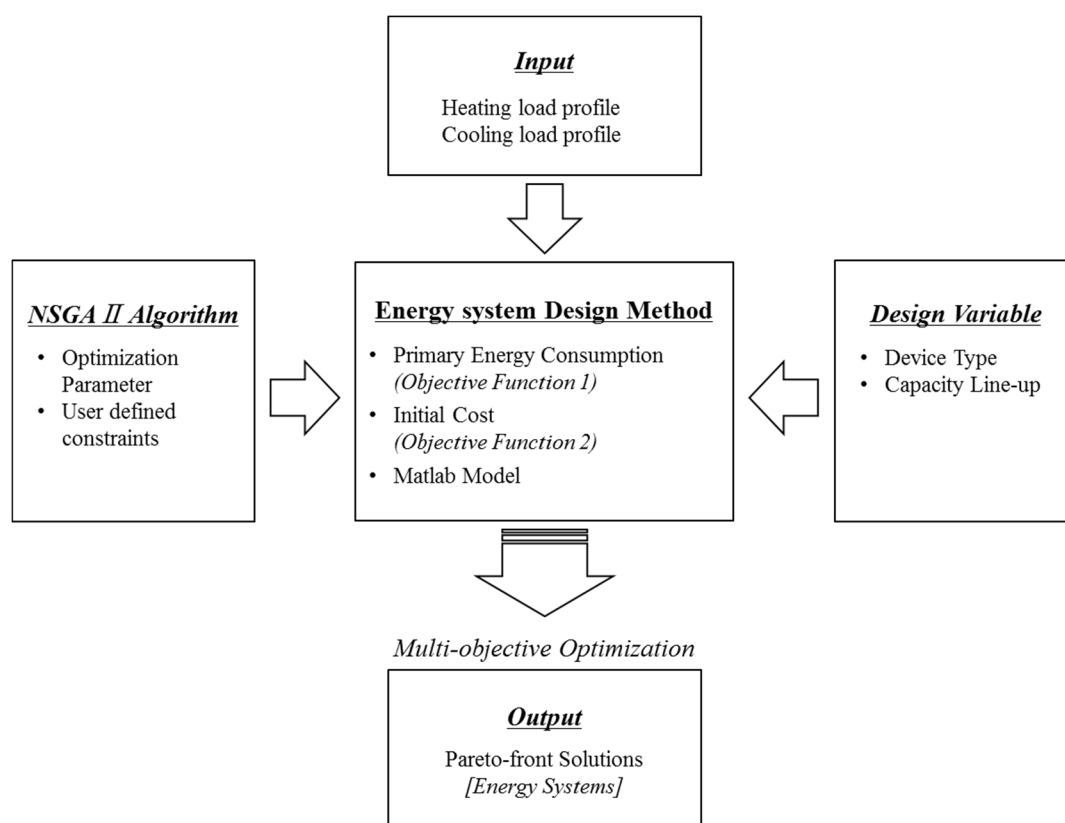 Input
Heating load profile
Cooling load profile
NSGA Ⅱ Algorithm
• Optimization
Parameter
• User defined
constraints
Energy system Design Method
• Primary Energy Consumption
(Objective Function 1)
• Initial Cost
(Objective Function 2)
• Matlab Model
Design Variable
• Device Type
• Capacity Line-up
Multi-objective Optimization
Output
Pareto-front Solutions
[Energy Systems]